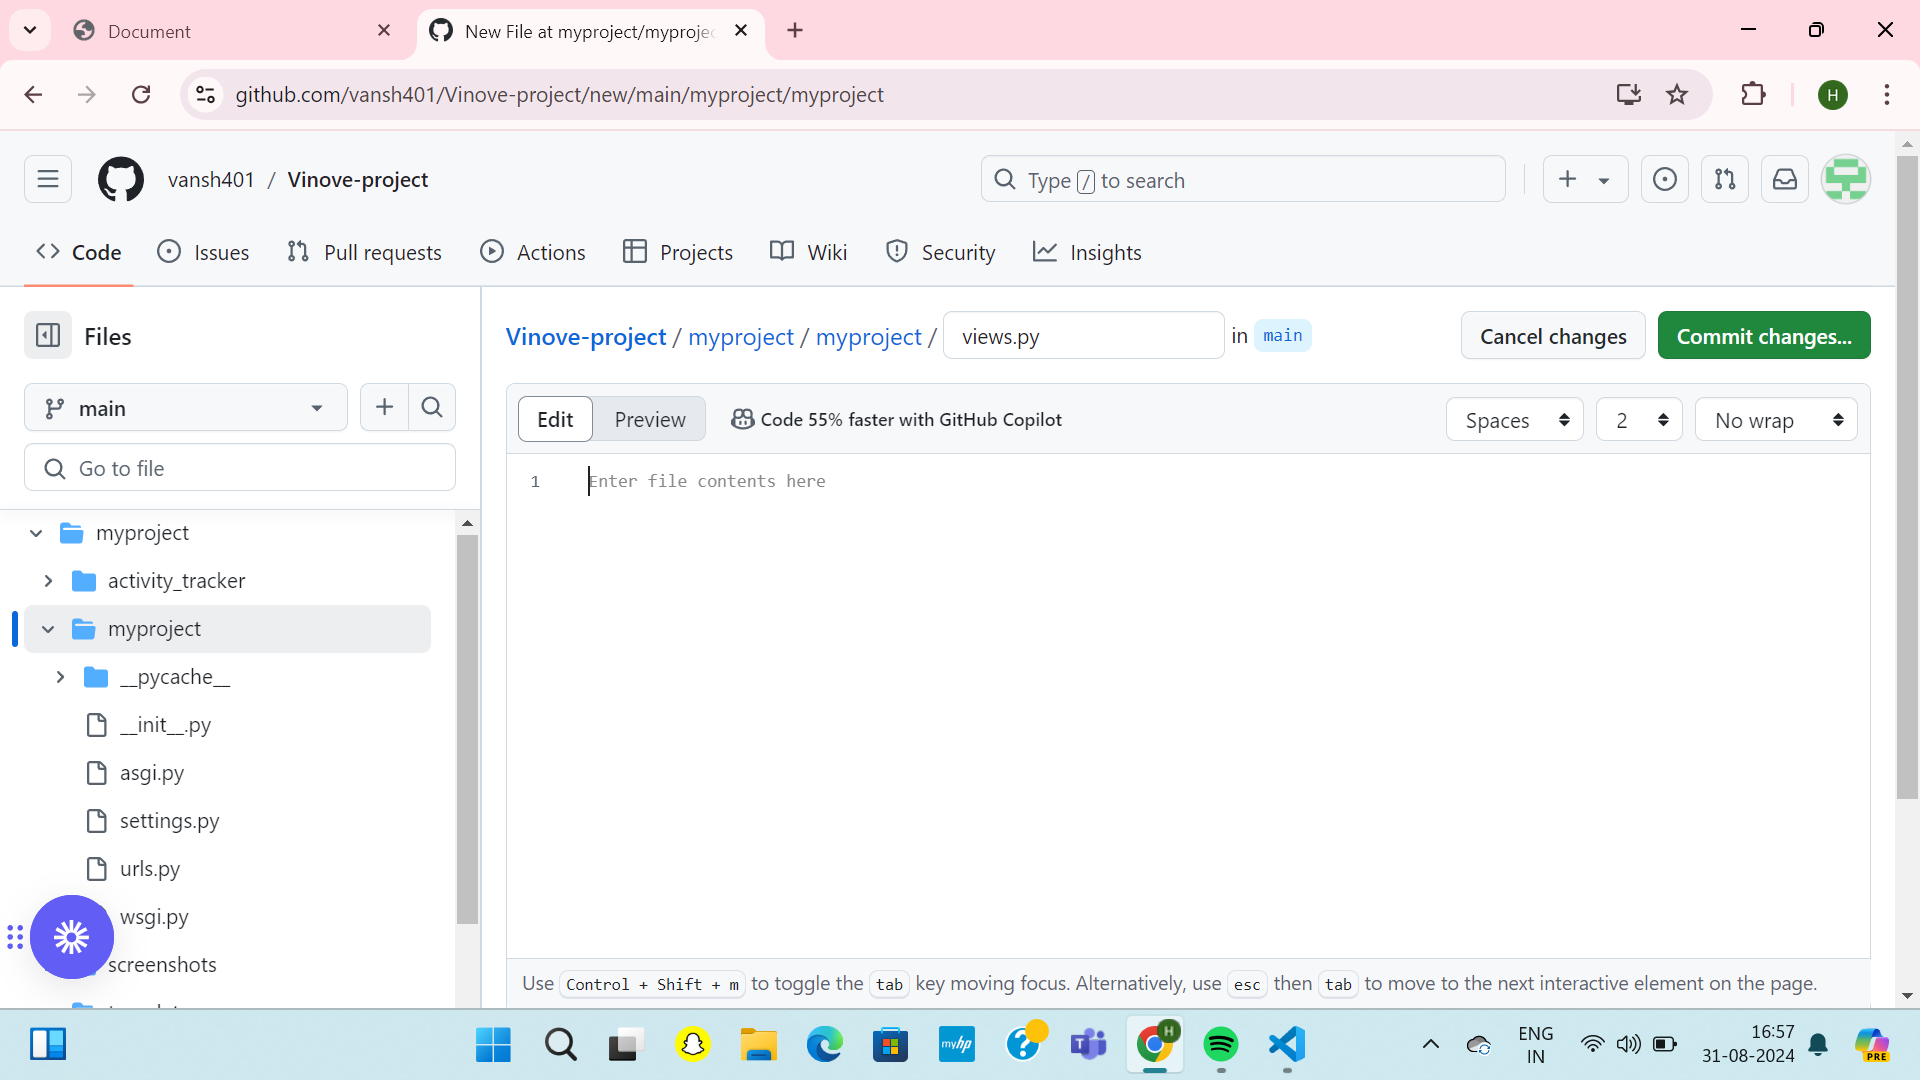 Document
New File at myproject/myprojec
github.com/vansh401/Vinove-project/new/main/myproject/myproject
H
vansh401 / Vinove-project
Type / to search
Code
Issues
Pull requests
Actions
Projects
Wiki
Security
Insights
Files
Vinove-project / myproject / myproject / views.py in main
Cancel changes
Commit changes...
main
Go to file
Edit
Preview
Code 55% faster with GitHub Copilot
Spaces
2
No wrap
1
Enter file contents here
myproject
activity_tracker
myproject
__pycache__
__init__.py
asgi.py
settings.py
urls.py
wsgi.py
screenshots
Use Control + Shift + m to toggle the tab key moving focus. Alternatively, use esc then tab to move to the next interactive element on the page.
myhp
H
ENG
IN
16:57
31-08-2024
PRE